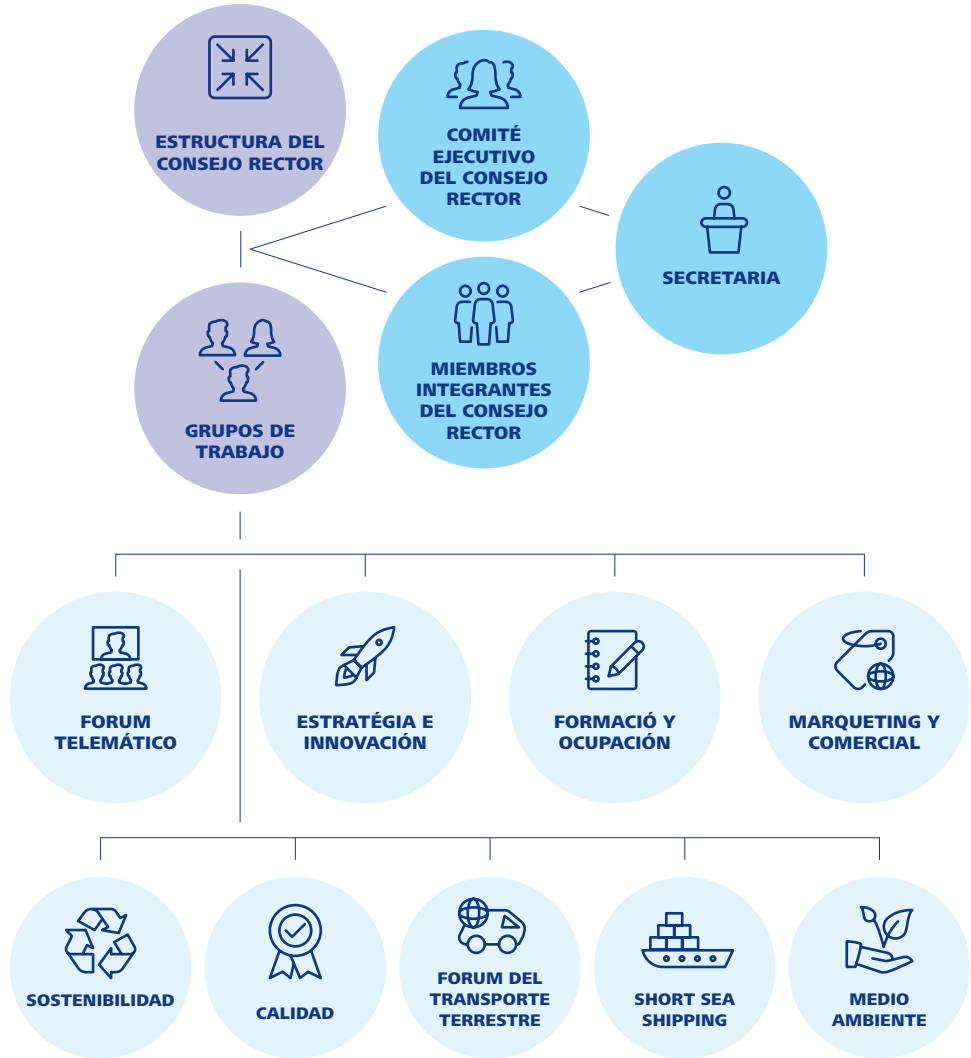 ESTRUCTURA DEL
CONSEJO RECTOR
COMITÉ
EJECUTIVO
DEL CONSEJO
RECTOR
SECRETARIA
MIEMBROS
INTEGRANTES
DEL CONSEJO
RECTOR
GRUPOS DE
TRABAJO
FORUM
TELEMÁTICO
ESTRATÉGIA E
INNOVACIÓN
FORMACIÓ Y
OCUPACIÓN
MARQUETING Y
COMERCIAL
SOSTENIBILIDAD
CALIDAD
FORUM DEL
TRANSPORTE
TERRESTRE
SHORT SEA
SHIPPING
MEDIO
AMBIENTE